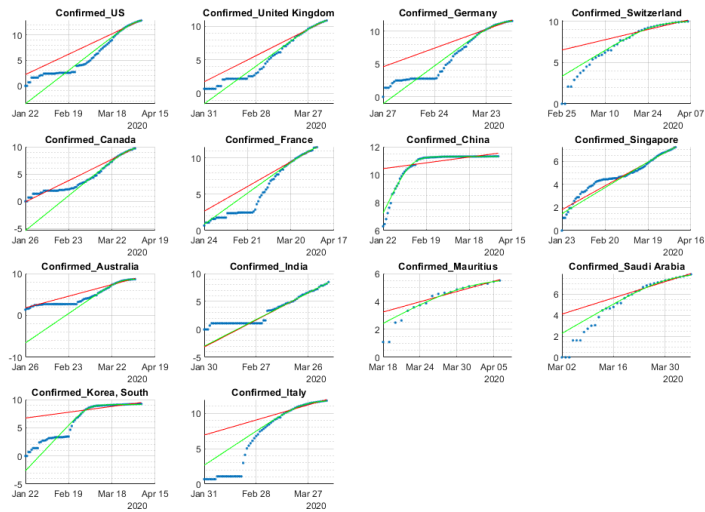 Confirmed_US
10
5
0
Jan 22
Feb 19
Mar 18
Apr 15
2020
Confirmed_United Kingdom
10
5
0
Jan 31
Feb 28
Mar 27
2020
Confirmed_Germany
10
5
0
Jan 27
Feb 24
Mar 23
2020
Confirmed_Switzerland
10
5
0
Feb 25
Mar 10
Mar 24
Apr 07
2020
Confirmed_Canada
10
5
0
-5
Jan 26
Feb 23
Mar 22
Apr 19
2020
Confirmed_France
10
5
0
Jan 24
Feb 21
Mar 20
Apr 17
2020
Confirmed_China
12
10
8
6
Jan 22
Feb 19
Mar 18
Apr 15
2020
Confirmed_Singapore
6
4
2
0
Jan 23
Feb 20
Mar 19
Apr 16
2020
Confirmed_Australia
10
0
-10
Jan 26
Feb 23
Mar 22
Apr 19
2020
Confirmed_India
10
5
0
-5
Jan 30
Feb 27
Mar 26
2020
Confirmed_Mauritius
6
4
2
0
Mar 18
Mar 24
Mar 30
Apr 05
2020
Confirmed_Saudi Arabia
8
6
4
2
0
Mar 02
Mar 16
Mar 30
2020
Confirmed_Korea, South
10
5
0
-5
Jan 22
Feb 19
Mar 18
Apr 15
2020
Confirmed_Italy
10
5
0
Jan 31
Feb 28
Mar 27
2020